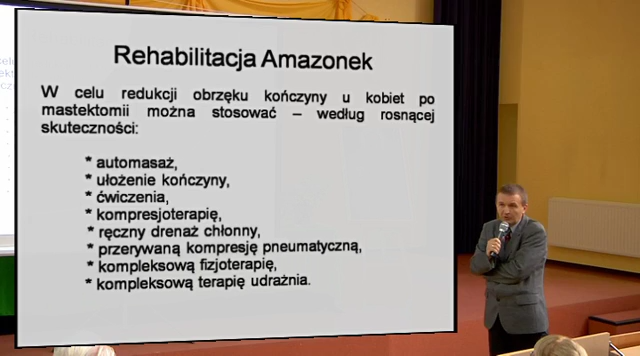 Rehabilitacja Amazonek
W celu redukcji obrzęku kończyny u kobiet po
mastektomii można stosować – według rosnącej
skuteczności:
* automasaż,
* ułożenie kończyny,
* ćwiczenia,
* kompresjoterapię,
* ręczny drenaż chłonny,
* przerywaną kompresję pneumatyczną,
* kompleksową fizjoterapię,
* kompleksową terapię udrażnia.